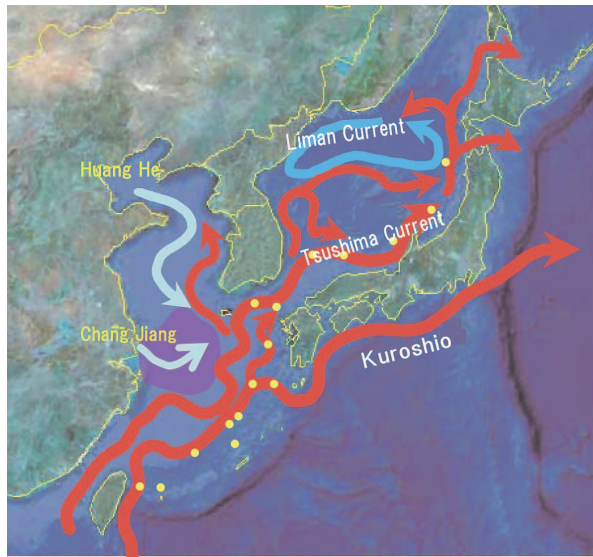 Liman Current
Huang He
Tsushima Current
Chang Jiang
Kuroshio